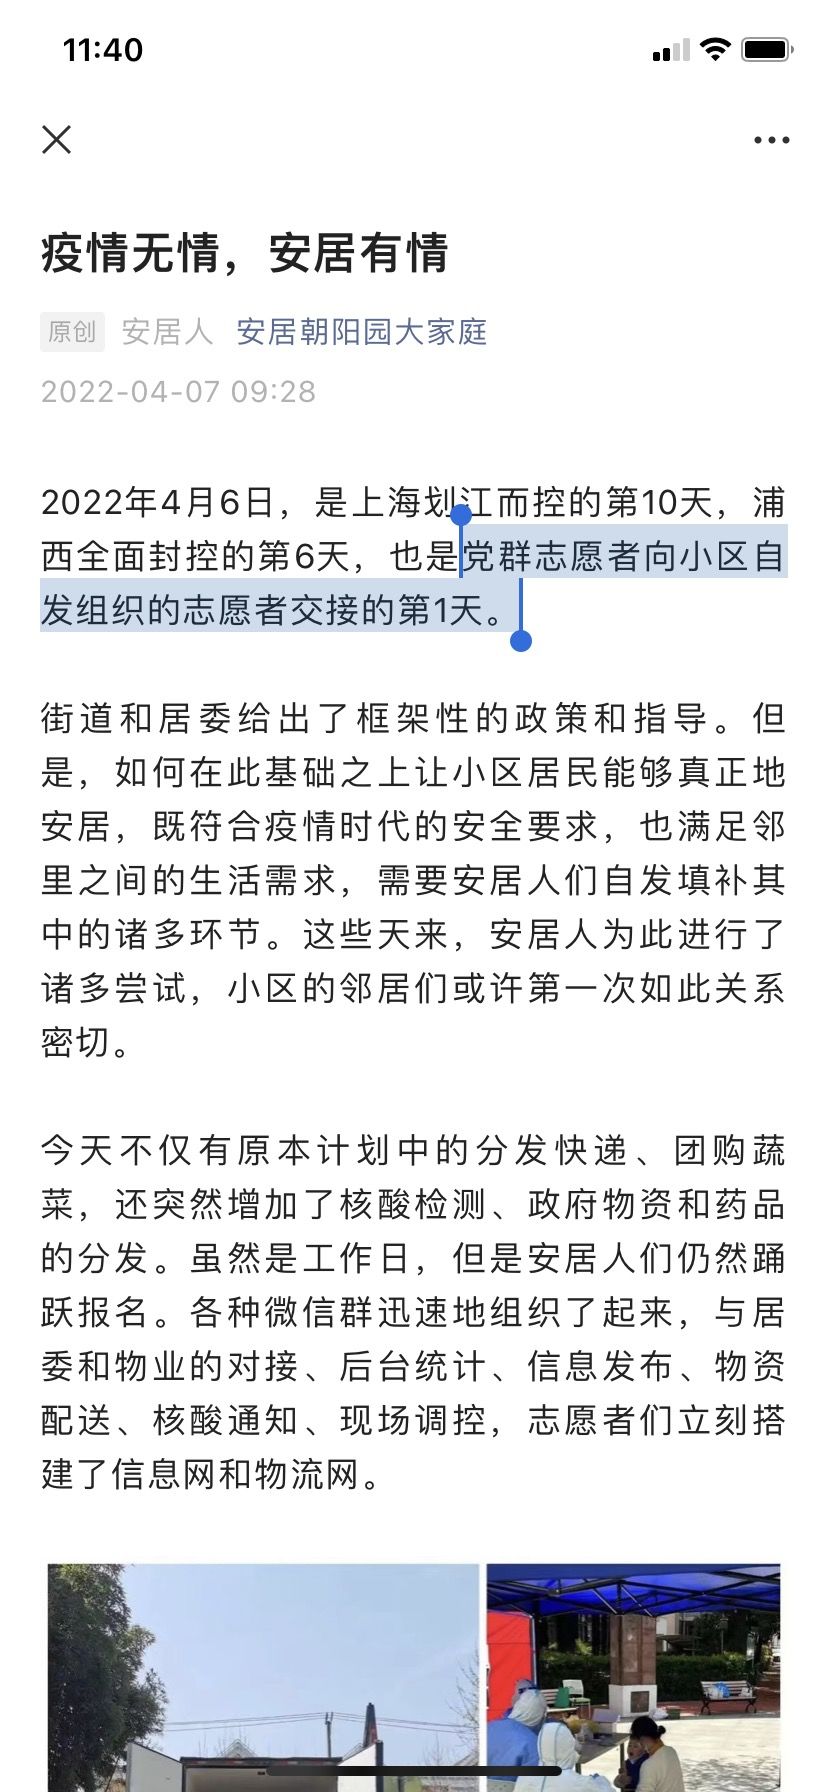 11:40
疫情无情，安居有情
原创 安居人 安居朝阳园大家庭
2022-04-07 09:28
2022年4月6日，是上海划江而控的第10天，浦
西全面封控的第6天，也是党群志愿者向小区自
发组织的志愿者交接的第1天。
街道和居委给出了框架性的政策和指导。但
是，如何在此基础之上让小区居民能够真正地
安居，既符合疫情时代的安全要求，也满足邻
里之间的生活需求，需要安居人们自发填补其
中的诸多环节。这些天来，安居人为此进行了
诸多尝试，小区的邻居们或许第一次如此关系
密切。
今天不仅有原本计划中的分发快递、团购蔬
菜，还突然增加了核酸检测、政府物资和药品
的分发。虽然是工作日，但是安居人们仍然踊
跃报名。各种微信群迅速地组织了起来，与居
委和物业的对接、后台统计、信息发布、物资
配送、核酸通知、现场调控，志愿者们立刻搭
建了信息网和物流网。